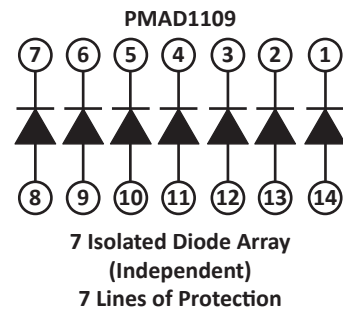 PMAD1109
7 6 5 4 3 2 1
8 9 10 11 12 13 14
7 Isolated Diode Array
(Independent)
7 Lines of Protection